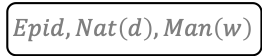 Epid, Nat(d), Man(w)